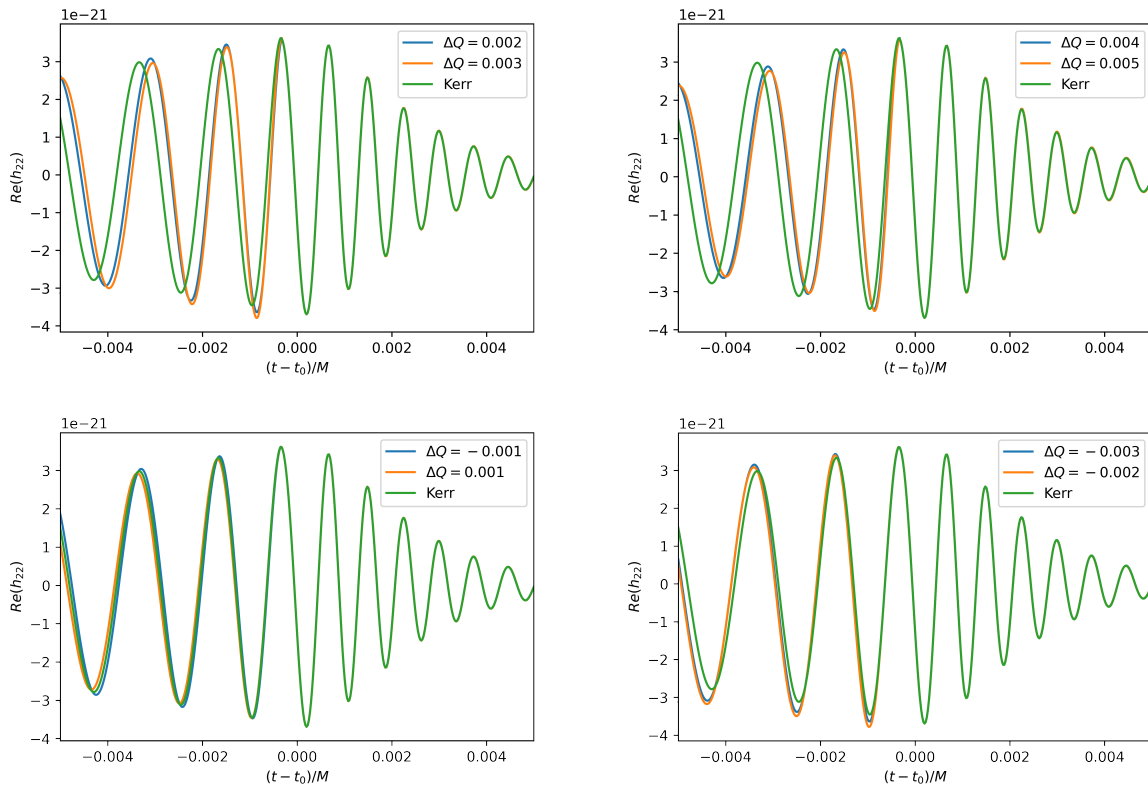 1e−21
ΔQ = 0.002
ΔQ = 0.003
Kerr
3
2
1
0
−1
−2
−3
−4
Re(h22)
−0.004 −0.002 0.000 0.002 0.004
(t − t0)/M
1e−21
ΔQ = 0.004
ΔQ = 0.005
Kerr
3
2
1
0
−1
−2
−3
−4
Re(h22)
−0.004 −0.002 0.000 0.002 0.004
(t − t0)/M
1e−21
ΔQ = −0.001
ΔQ = 0.001
Kerr
3
2
1
0
−1
−2
−3
−4
Re(h22)
−0.004 −0.002 0.000 0.002 0.004
(t − t0)/M
1e−21
ΔQ = −0.003
ΔQ = −0.002
Kerr
3
2
1
0
−1
−2
−3
−4
Re(h22)
−0.004 −0.002 0.000 0.002 0.004
(t − t0)/M